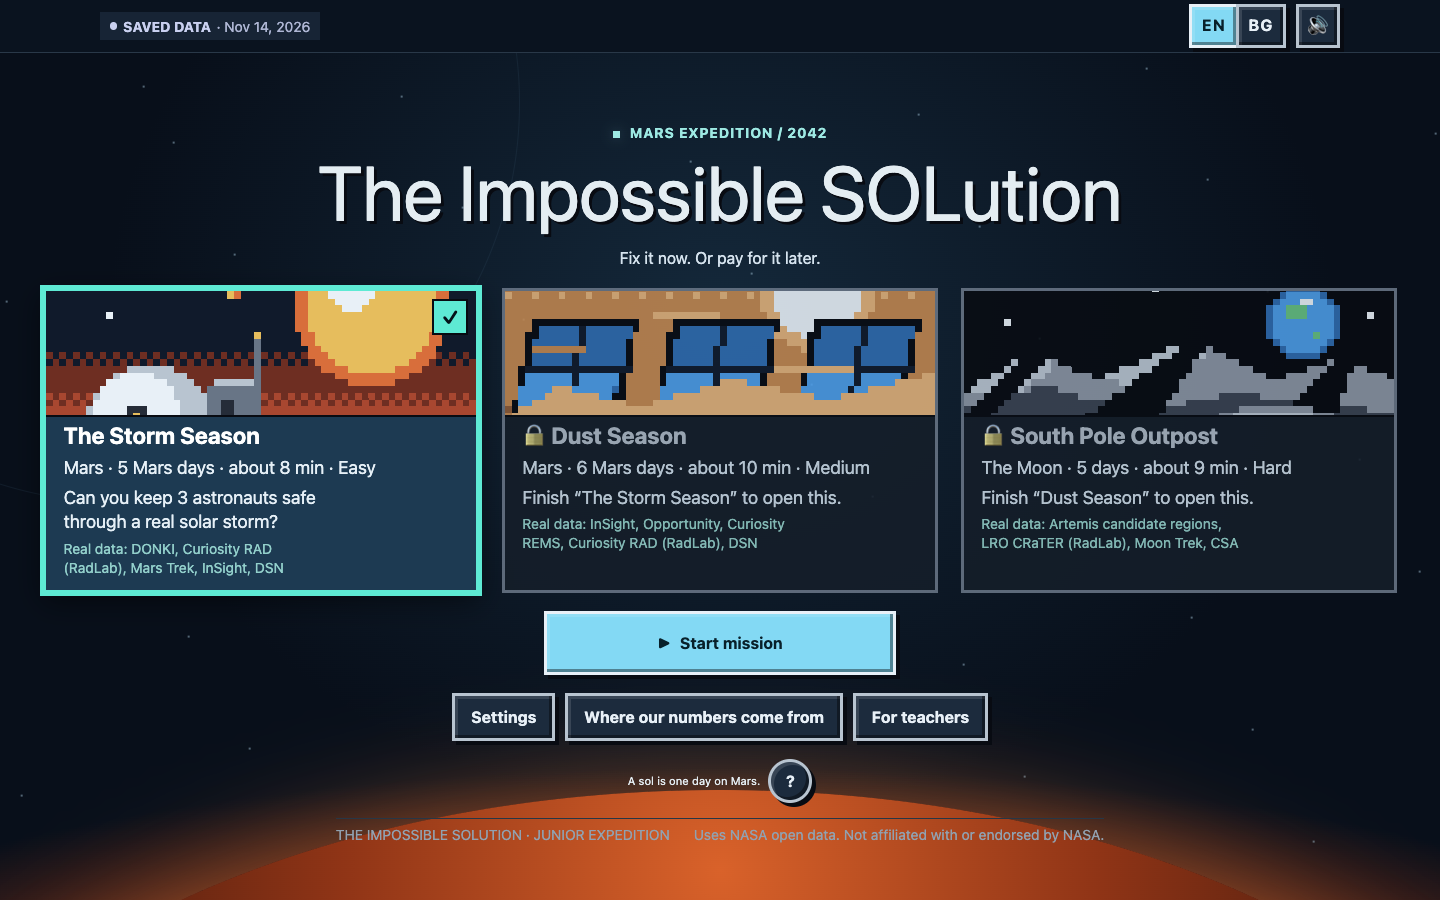 SAVED DATA · Nov 14, 2026
EN
BG
MARS EXPEDITION / 2042
The Impossible SOLution
Fix it now. Or pay for it later.
The Storm Season
Mars · 5 Mars days · about 8 min · Easy
Can you keep 3 astronauts safe
through a real solar storm?
Real data: DONKI, Curiosity RAD
(RadLab), Mars Trek, InSight, DSN
Dust Season
Mars · 6 Mars days · about 10 min · Medium
Finish “The Storm Season” to open this.
Real data: InSight, Opportunity, Curiosity
REMS, Curiosity RAD (RadLab), DSN
South Pole Outpost
The Moon · 5 days · about 9 min · Hard
Finish “Dust Season” to open this.
Real data: Artemis candidate regions,
LRO CRaTER (RadLab), Moon Trek, CSA
Start mission
Settings
Where our numbers come from
For teachers
A sol is one day on Mars.
?
THE IMPOSSIBLE SOLUTION · JUNIOR EXPEDITION
Uses NASA open data. Not affiliated with or endorsed by NASA.